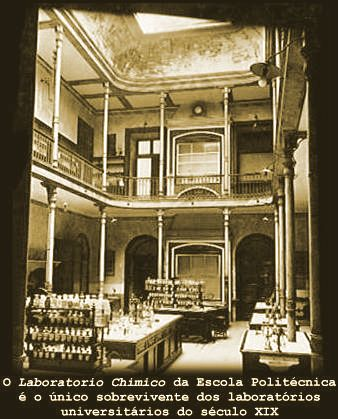 O Laboratorio Chimico da Escola Politécnica
é o único sobrevivente dos laboratórios
universitários do século XIX